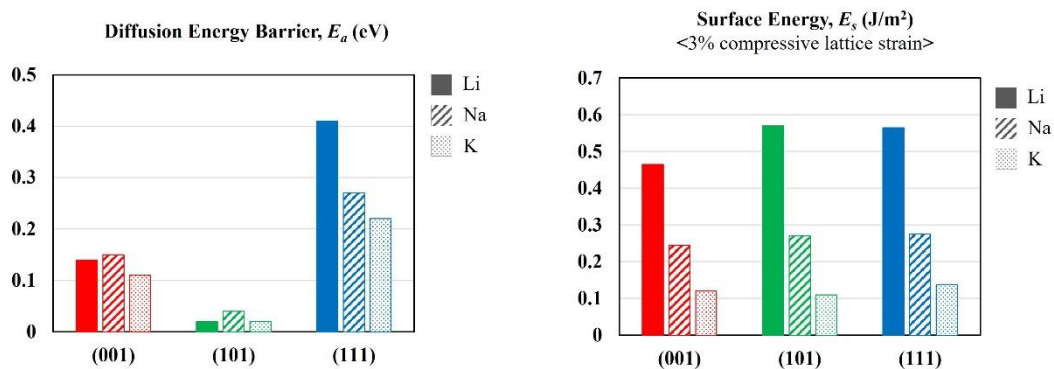 Diffusion Energy Barrier, Eₐ (eV)
0.5
0.4
0.3
0.2
0.1
0
(001)
(101)
(111)
Li
Na
K
Surface Energy, Eₛ (J/m²)
<3% compressive lattice strain>
0.7
0.6
0.5
0.4
0.3
0.2
0.1
0
(001)
(101)
(111)
Li
Na
K